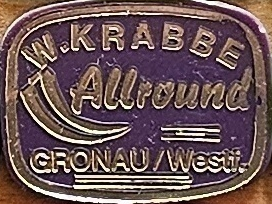 W. KRABBE
Allround
GRONAU/Westf.